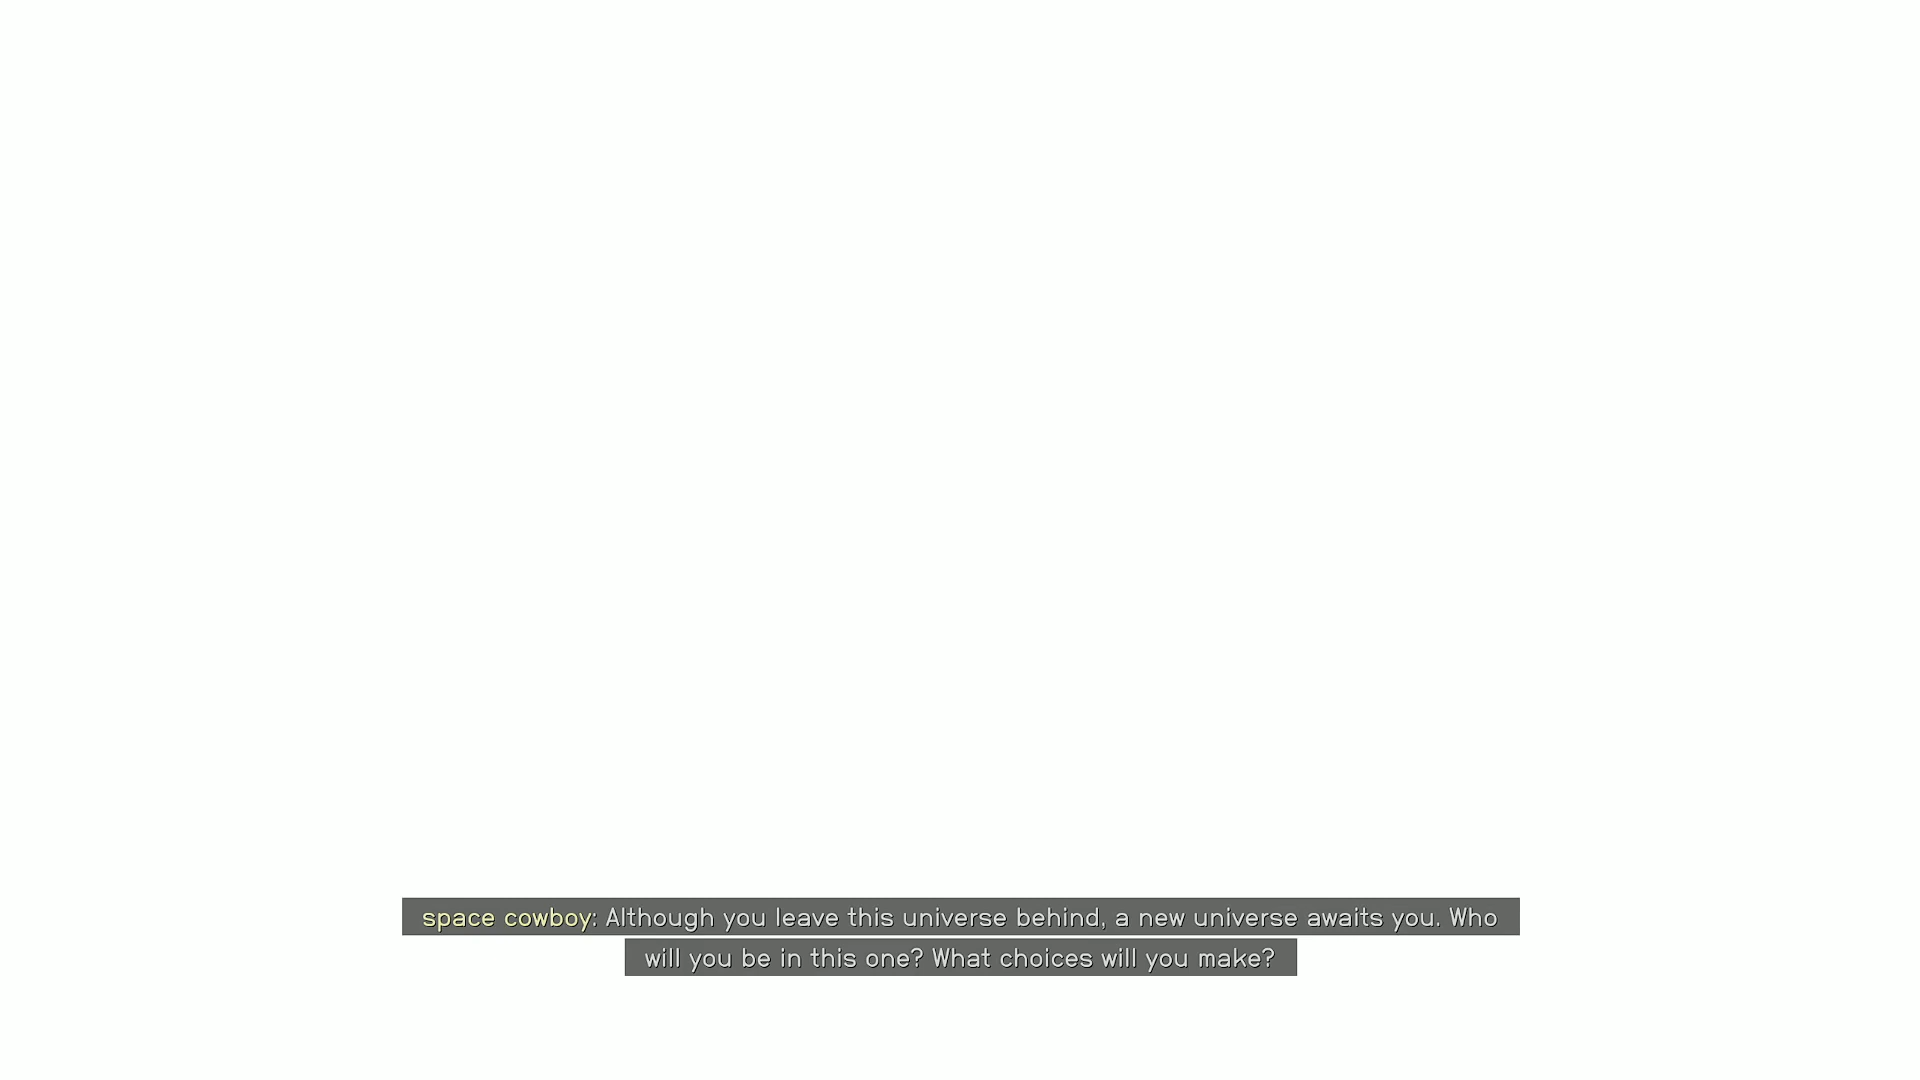 space cowboy: Although you leave this universe behind, a new universe awaits you. Who
will you be in this one? What choices will you make?